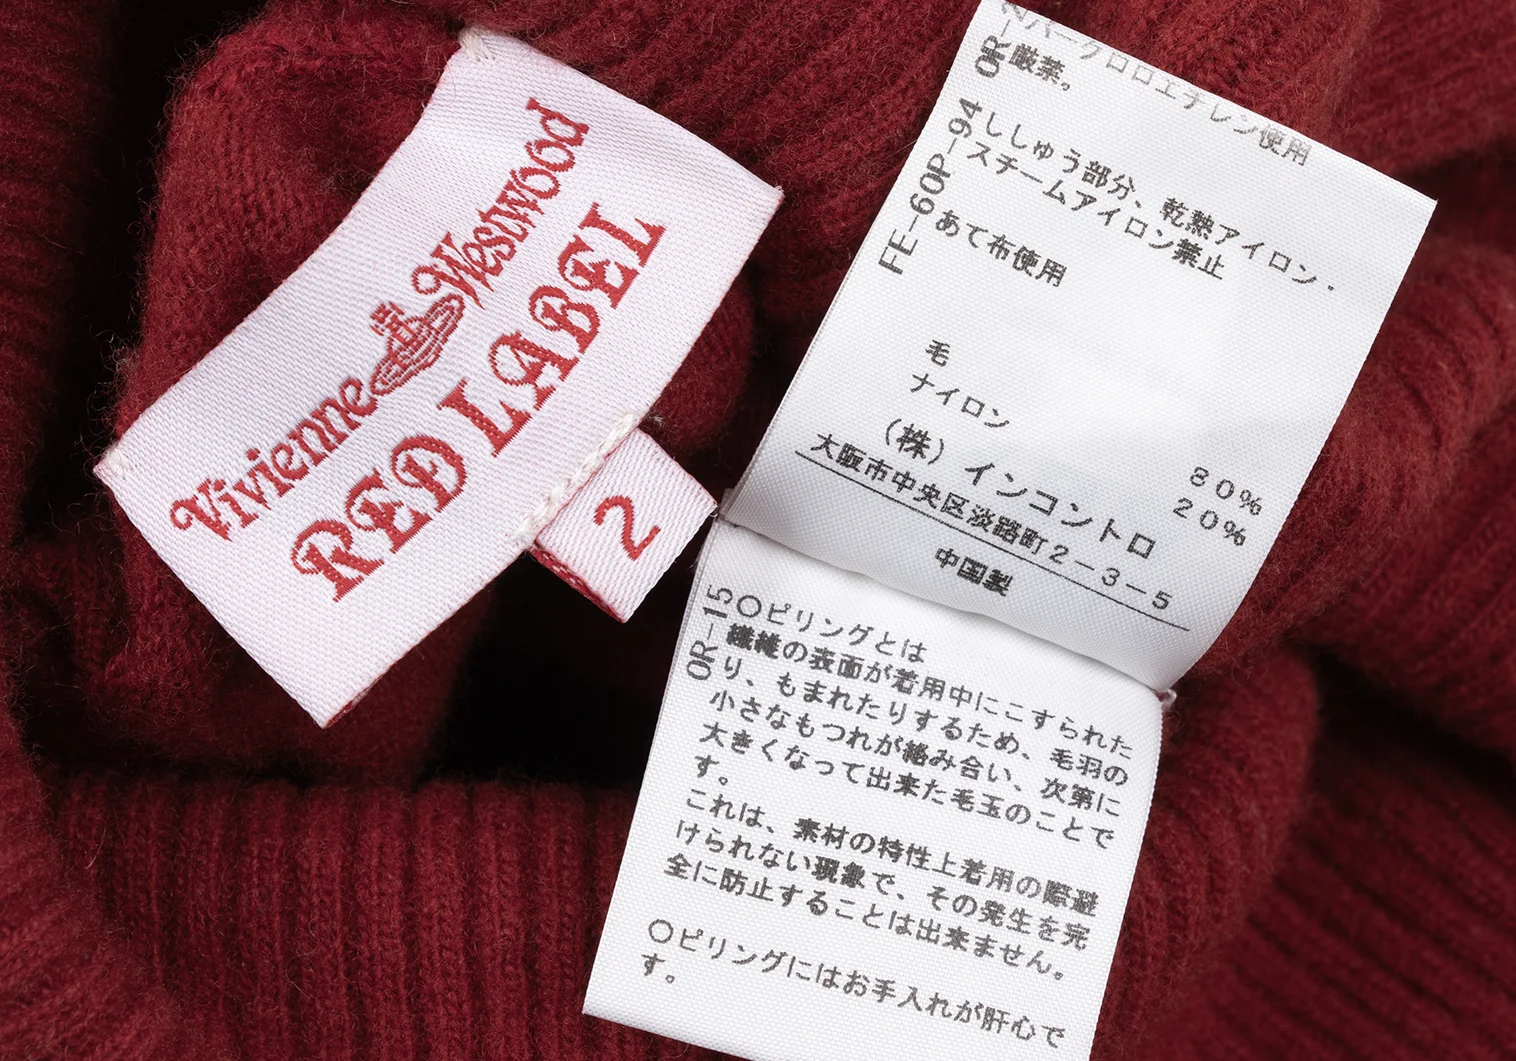 Vivienne Westwood
RED LABEL
2
OR-2パークロロエチレン使用
厳禁。
FE-60P-94ししゅう部分、乾熱アイロン・
スチームアイロン禁止
あて布使用
毛 80%
ナイロン 20%
(株)インコントロ
大阪市中央区淡路町2-3-5
中国製
OR-15〇ピリングとは
繊維の表面が着用中にこすられた
り、もまれたりするため、毛羽の
小さなもつれが絡み合い、次第に
大きくなって出来た毛玉のことで
す。
これは、素材の特性上着用の際避
けられない現象で、その発生を完
全に防止することは出来ません。
〇ピリングにはお手入れが肝心で
す。